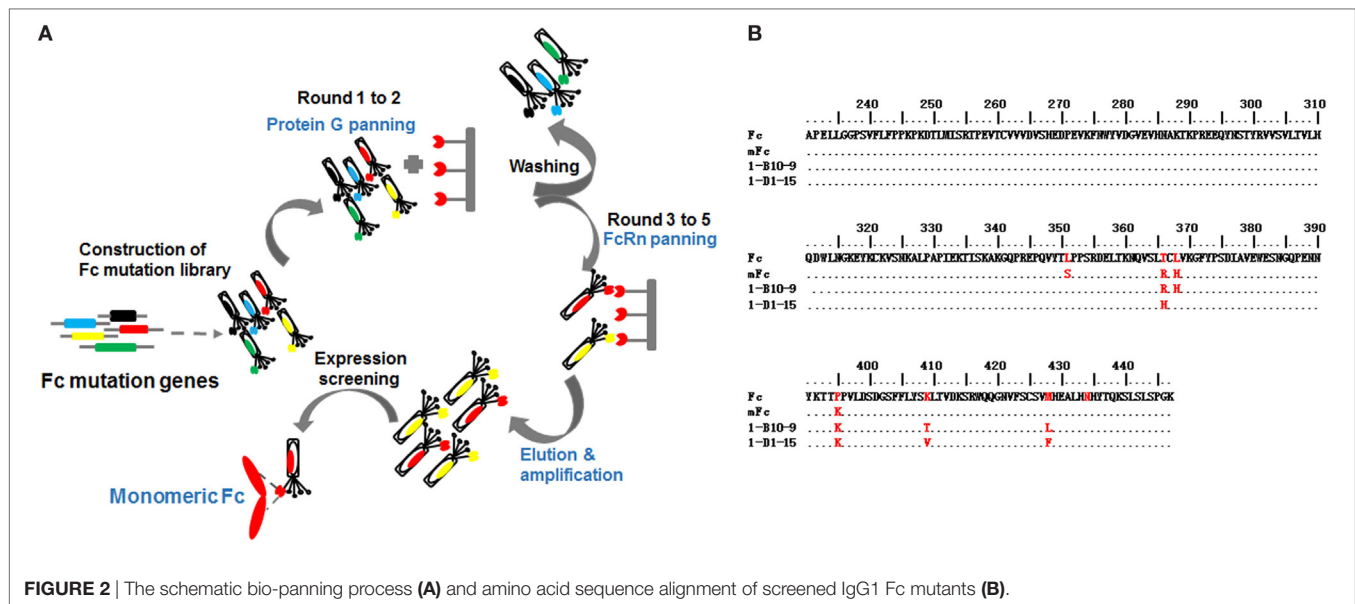 A
Round 1 to 2
Protein G panning
Washing
Round 3 to 5
FcRn panning
Construction of
Fc mutation library
Fc mutation genes
Expression
screening
Elution &
amplification
Monomeric Fc
B
240 250 260 270 280 290 300 310
Fc APELLGGPSVFLFPPKPKDTLMISRTPEVTCVVVDVSHEDPEVKFNWYVDGVEVHNAKTKPREEQYNSTYRVVSVLTVLH
mFc ................................................................................
1-B10-9 ................................................................................
1-D1-15 ................................................................................
320 330 340 350 360 370 380 390
Fc QDWLNGKEYKCKVSNKALPAPIEKTISKAKGQPREPQVYTLPPSRDELTKNQVSLTCLVKGFYPSDIAVEWESNGQPENN
mFc ........................................S..............R.H......................
1-B10-9 .......................................................R.H......................
1-D1-15 .......................................................H........................
400 410 420 430 440
Fc YKTTPPVLDSDGSFFLYSKLTVDKSRWQQGNVFSCSVMHEALHNHYTQKSLSLSPGK
mFc ....K....................................................
1-B10-9 ....K.............T..................L...................
1-D1-15 ....K.............V..................F...................
FIGURE 2 | The schematic bio-panning process (A) and amino acid sequence alignment of screened IgG1 Fc mutants (B).